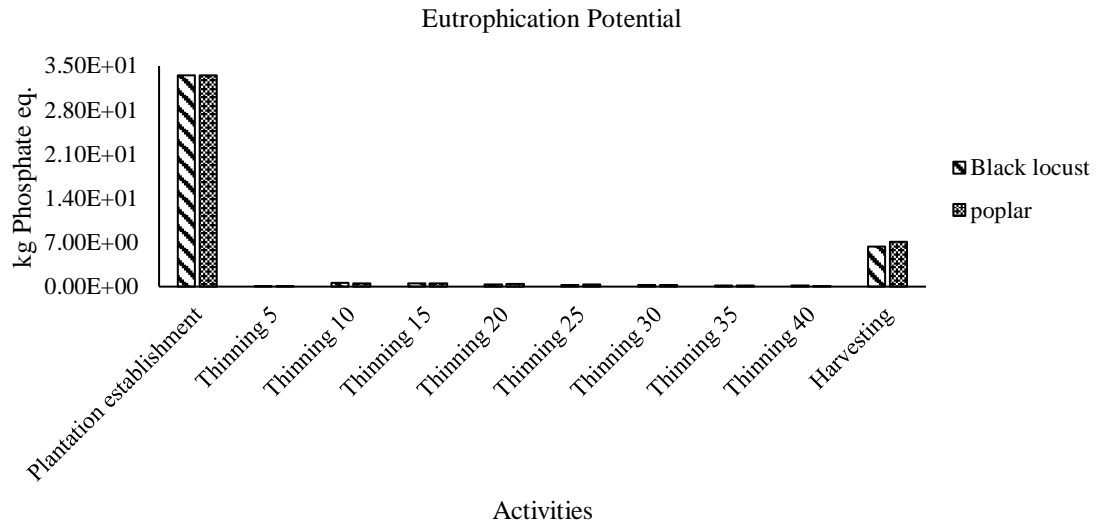 Eutrophication Potential
kg Phosphate eq.
3.50E+01
2.80E+01
2.10E+01
1.40E+01
7.00E+00
0.00E+00
Plantation establishment
Thinning 5
Thinning 10
Thinning 15
Thinning 20
Thinning 25
Thinning 30
Thinning 35
Thinning 40
Harvesting
Activities
Black locust
poplar